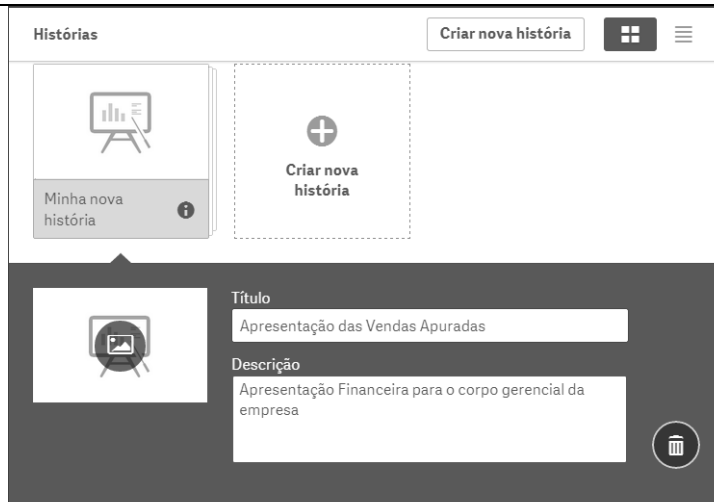 Histórias
Criar nova história
Minha nova
história
Criar nova
história
Título
Apresentação das Vendas Apuradas
Descrição
Apresentação Financeira para o corpo gerencial da
empresa